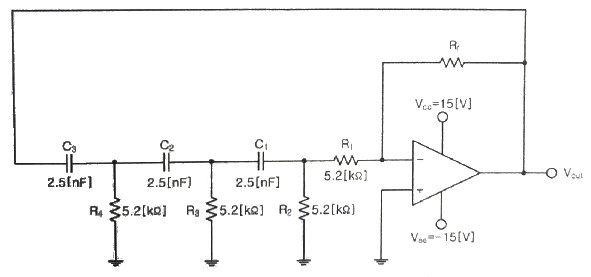 Rf
Vcc=15[V]
C3
C2
C1
R1
2.5[nF]
2.5[nF]
2.5[nF]
5.2[kΩ]
−
+
Vout
R4
5.2[kΩ]
R3
5.2[kΩ]
R2
5.2[kΩ]
Vee=-15[V]